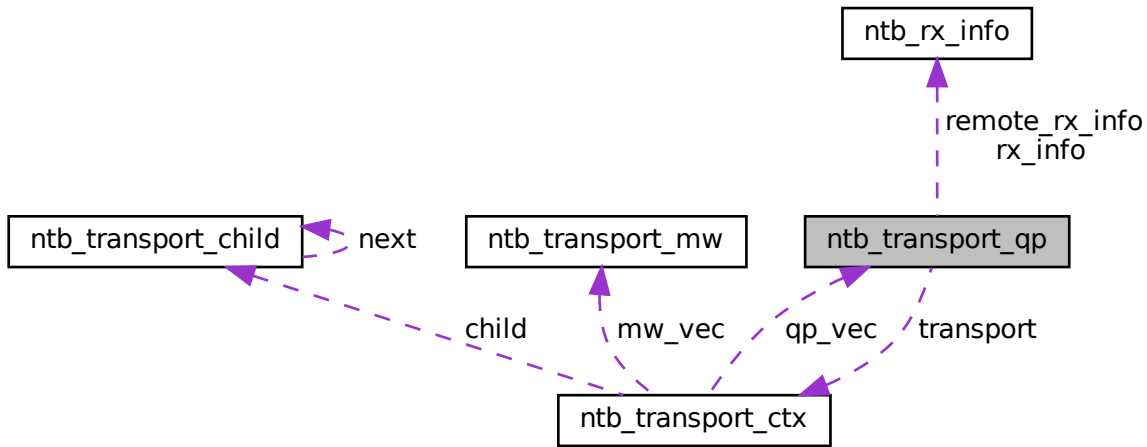 ntb_rx_info
remote_rx_info
rx_info
ntb_transport_child
next
ntb_transport_mw
ntb_transport_qp
child
mw_vec
qp_vec
transport
ntb_transport_ctx